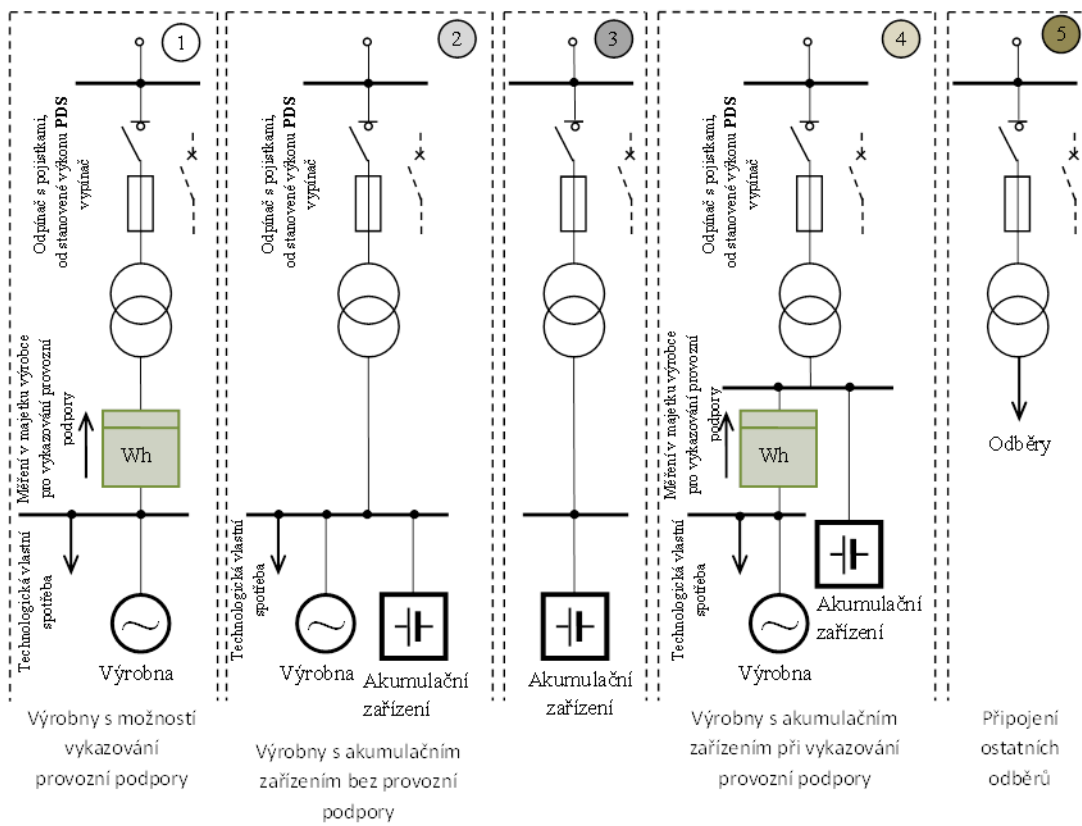 1
Odpínač s pojistkami,
od stanovené výkonu PDS
vypínač
Měření v majetku výrobce
pro vykazování provozní
podpory
Wh
Technologická vlastní
spotřeba
Výrobna
Výrobny s možností
vykazování
provozní podpory
2
Odpínač s pojistkami,
od stanovené výkonu PDS
vypínač
Technologická vlastní
spotřeba
Výrobna
Akumulační
zařízení
Výrobny s akumulačním
zařízením bez provozní
podpory
3
Akumulační
zařízení
4
Odpínač s pojistkami,
od stanovené výkonu PDS
vypínač
Měření v majetku výrobce
pro vykazování provozní
podpory
Wh
Technologická vlastní
spotřeba
Výrobna
Akumulační
zařízení
Výrobny s akumulačním
zařízením při vykazování
provozní podpory
5
Odběry
Připojení
ostatních
odběrů